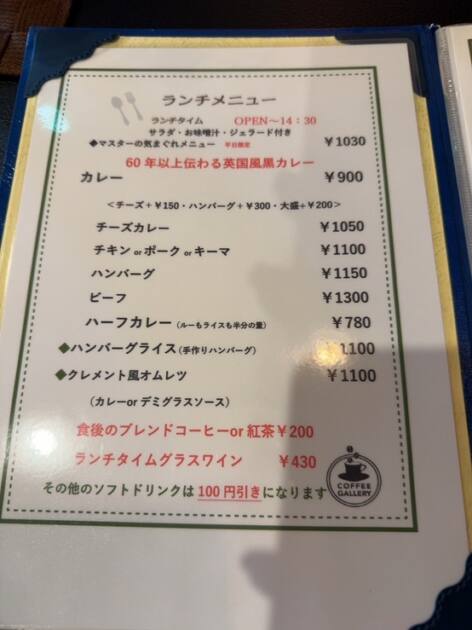 ランチメニュー
ランチタイム OPEN～14：30
サラダ・お味噌汁・ジェラード付き
◆マスターの気まぐれメニュー 平日限定 ￥1030
60年以上伝わる英国風黒カレー
カレー ￥900
＜チーズ＋￥150・ハンバーグ＋￥300・大盛＋￥200＞
チーズカレー ￥1050
チキンorポークorキーマ ￥1100
ハンバーグ ￥1150
ビーフ ￥1300
ハーフカレー（ルーもライスも半分の量） ￥780
◆ハンバーグライス（手作りハンバーグ） ￥1100
◆クレメント風オムレツ ￥1100
（カレーorデミグラスソース）
食後のブレンドコーヒーor紅茶￥200
ランチタイムグラスワイン ￥430
その他のソフトドリンクは100円引きになります
COFFEE
GALLERY